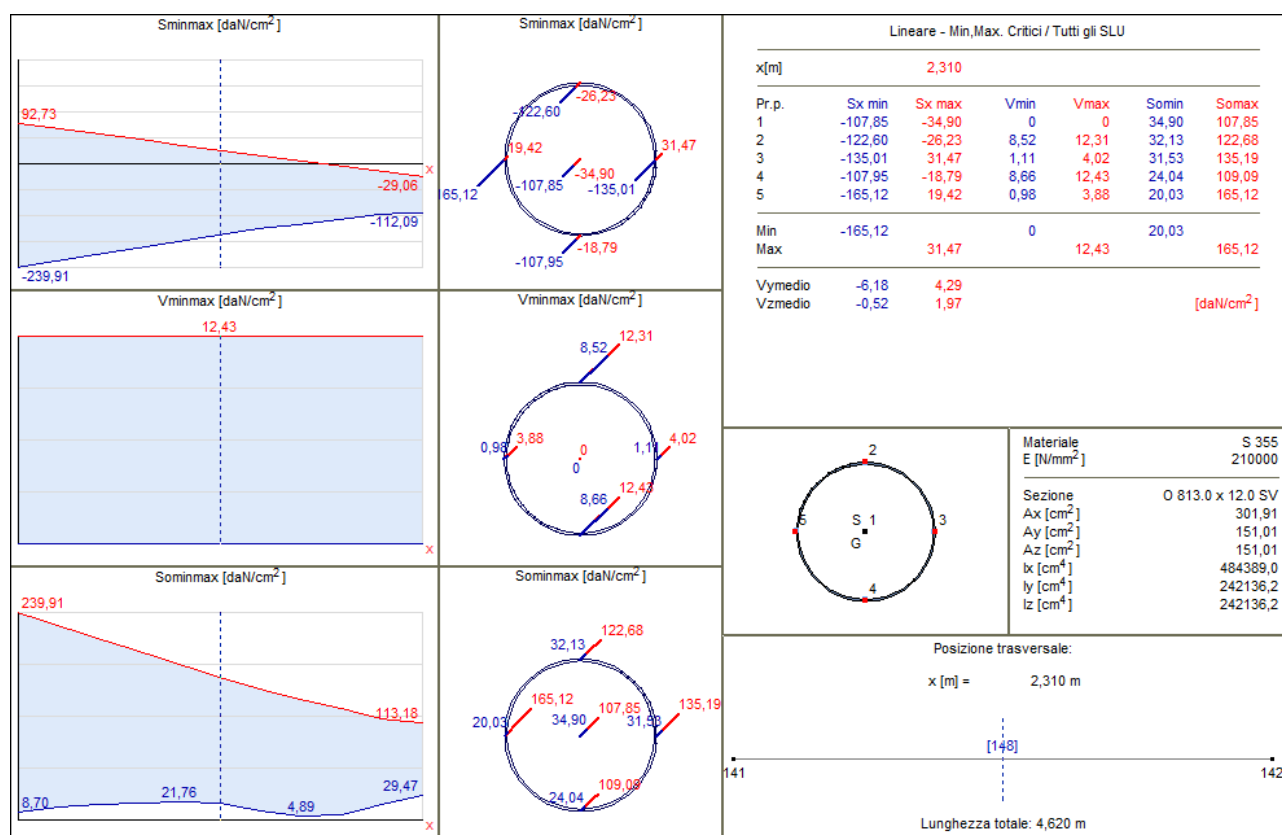 Sminmax [daN/cm²]
92,73
x
-29,06
-112,09
-239,91
Vminmax [daN/cm²]
12,43
x
Sominmax [daN/cm²]
239,91
113,18
8,70
21,76
4,89
29,47
x
Sminmax [daN/cm²]
-26,23
-122,60
19,42
31,47
-34,90
165,12
-107,85
-135,01
-18,79
-107,95
Vminmax [daN/cm²]
12,31
8,52
0,98
3,88
0
0
1,11
4,02
12,43
8,66
Sominmax [daN/cm²]
122,68
32,13
165,12
107,85
135,19
20,03
34,90
31,53
109,08
24,04
Lineare - Min,Max. Critici / Tutti gli SLU
x[m] 2,310
Pr.p. Sx min Sx max Vmin Vmax Somin Somax
1 -107,85 -34,90 0 0 34,90 107,85
2 -122,60 -26,23 8,52 12,31 32,13 122,68
3 -135,01 31,47 1,11 4,02 31,53 135,19
4 -107,95 -18,79 8,66 12,43 24,04 109,09
5 -165,12 19,42 0,98 3,88 20,03 165,12
Min -165,12 0 20,03
Max 31,47 12,43 165,12
Vymedio -6,18 4,29
Vzmedio -0,52 1,97 [daN/cm²]
2
5 S 1 3
G
4
Materiale S 355
E [N/mm²] 210000
Sezione O 813.0 x 12.0 SV
Ax [cm²] 301,91
Ay [cm²] 151,01
Az [cm²] 151,01
Ix [cm⁴] 484389,0
Iy [cm⁴] 242136,2
Iz [cm⁴] 242136,2
Posizione trasversale:
x [m] = 2,310 m
[148]
141 142
Lunghezza totale: 4,620 m